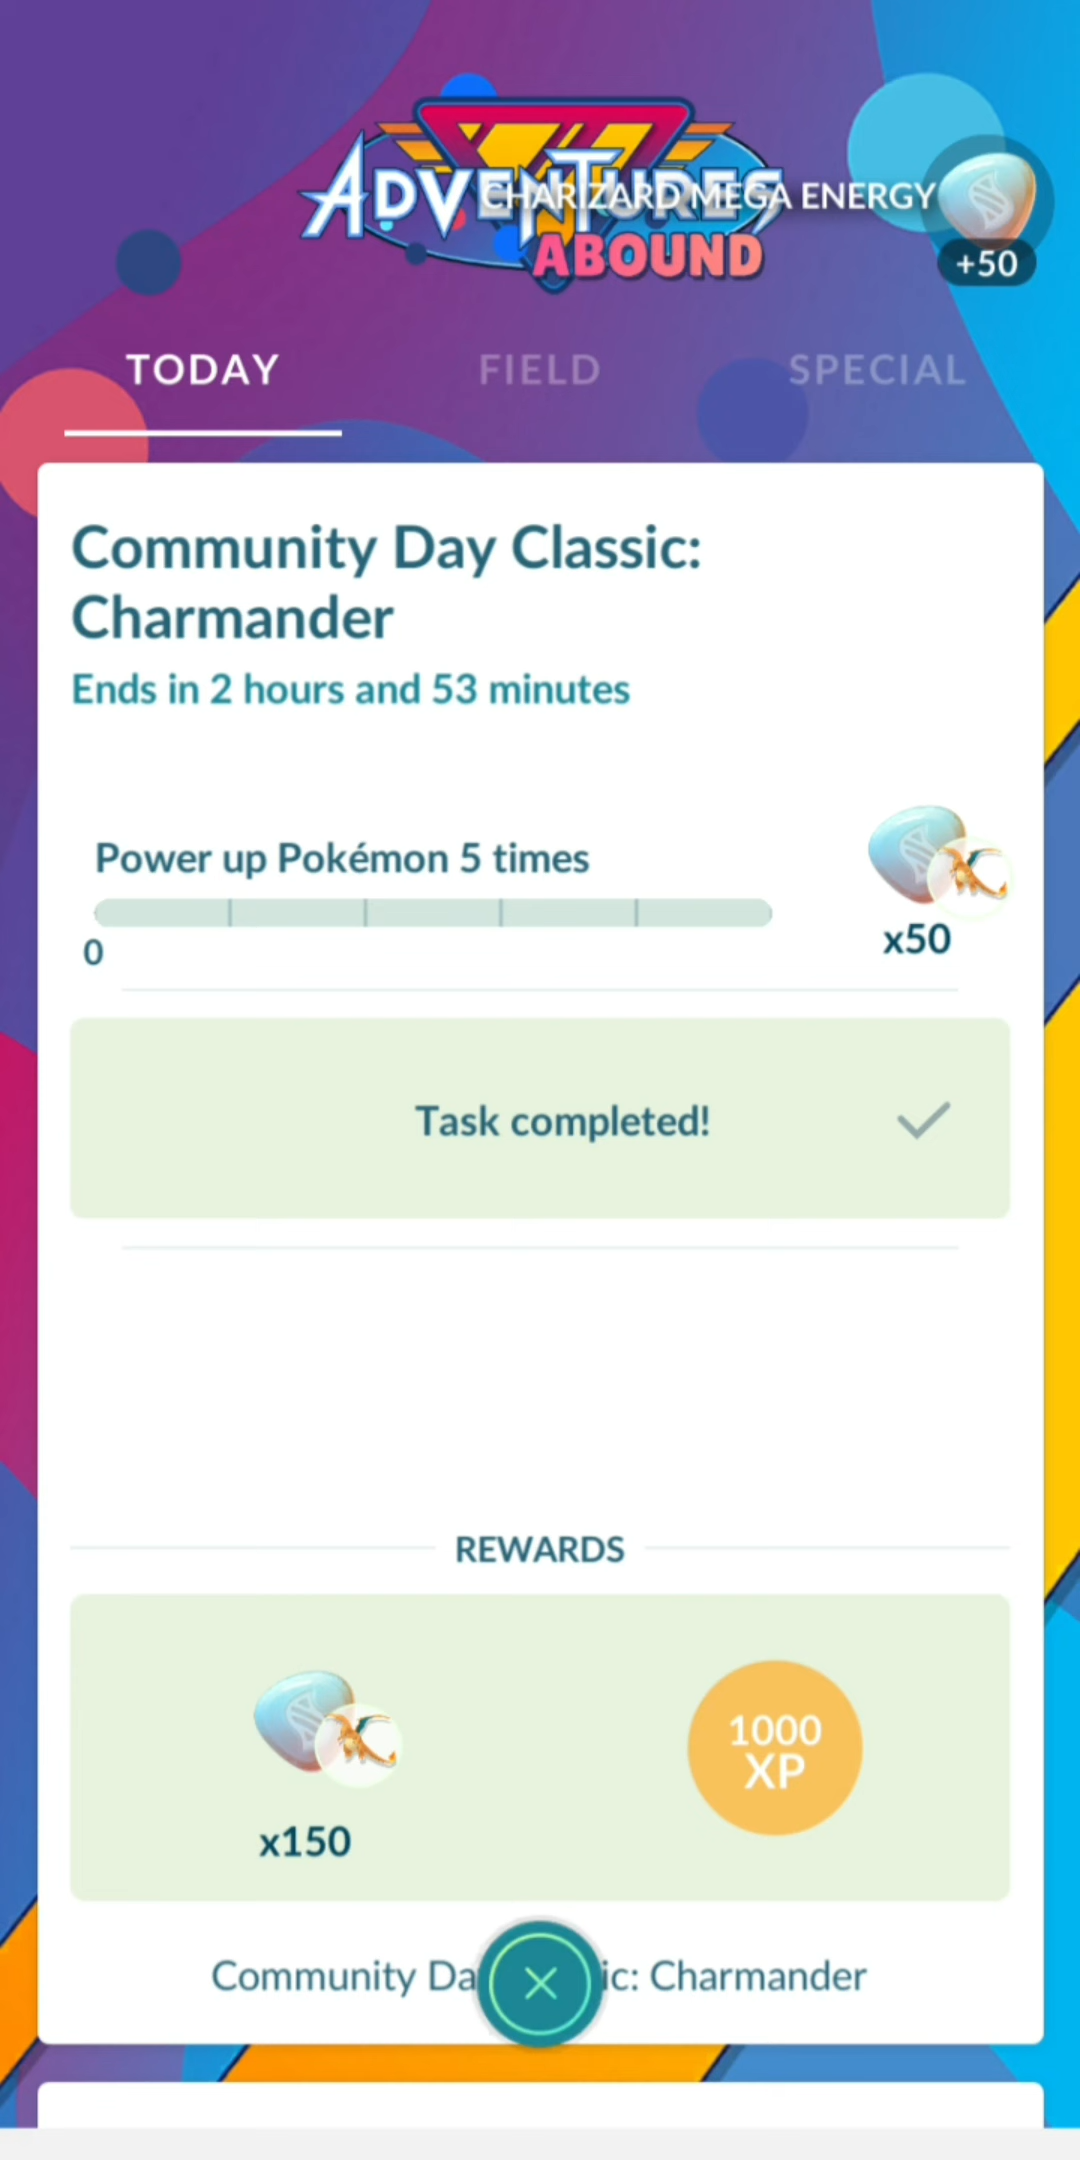 ADVENTURES
ABOUND
CHARIZARD MEGA ENERGY
+50
TODAY FIELD SPECIAL
Community Day Classic:
Charmander
Ends in 2 hours and 53 minutes
Power up Pokémon 5 times
0
x50
Task completed!
REWARDS
x150
1000
XP
Community Da ic: Charmander